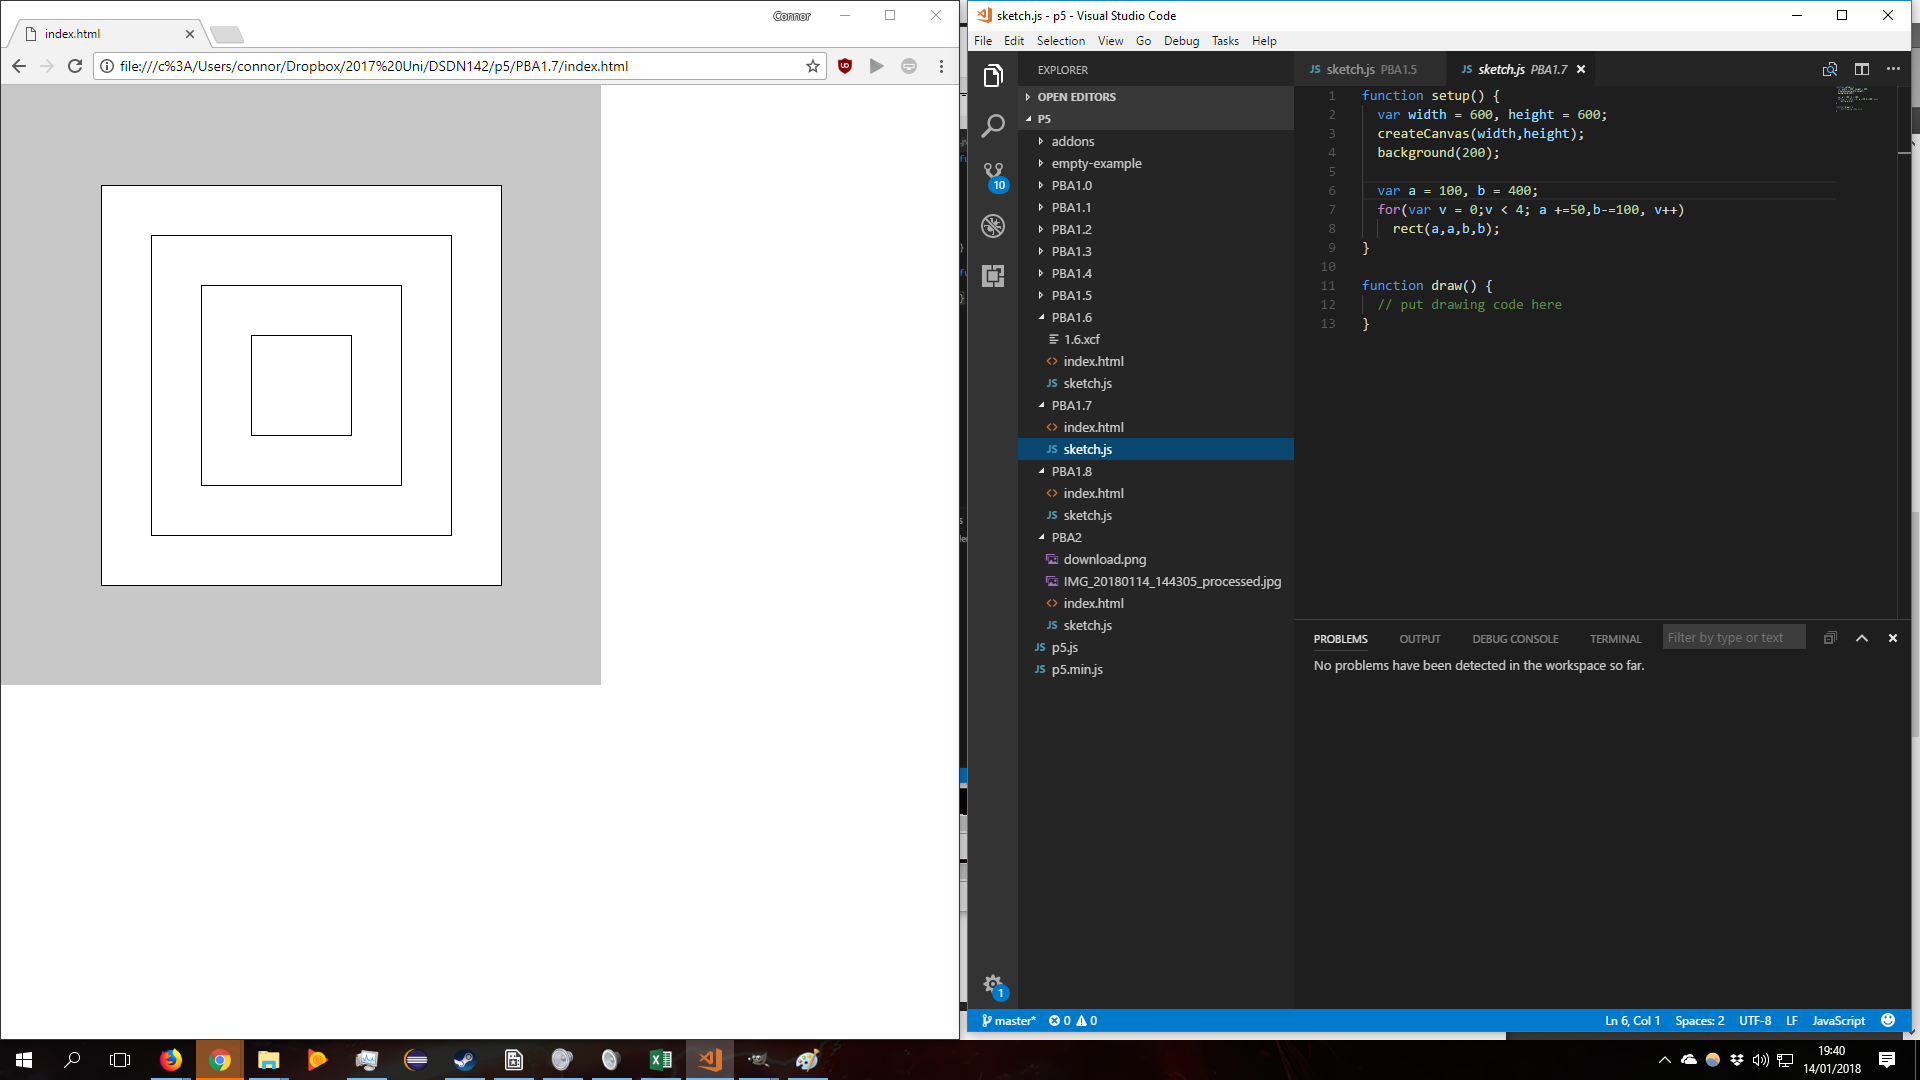 Connor
index.html
file:///c%3A/Users/connor/Dropbox/2017%20Uni/DSDN142/p5/PBA1.7/index.html
sketch.js - p5 - Visual Studio Code
File Edit Selection View Go Debug Tasks Help
EXPLORER
OPEN EDITORS
P5
addons
empty-example
PBA1.0
PBA1.1
PBA1.2
PBA1.3
PBA1.4
PBA1.5
PBA1.6
1.6.xcf
index.html
JS sketch.js
PBA1.7
index.html
JS sketch.js
PBA1.8
index.html
JS sketch.js
PBA2
download.png
IMG_20180114_144305_processed.jpg
index.html
JS sketch.js
JS p5.js
JS p5.min.js
10
1
JS sketch.js PBA1.5 JS sketch.js PBA1.7
1 function setup() {
2 var width = 600, height = 600;
3 createCanvas(width,height);
4 background(200);
5
6 var a = 100, b = 400;
7 for(var v = 0;v < 4; a +=50,b-=100, v++)
8 rect(a,a,b,b);
9 }
10
11 function draw() {
12 // put drawing code here
13 }
PROBLEMS OUTPUT DEBUG CONSOLE TERMINAL Filter by type or text
No problems have been detected in the workspace so far.
master* 0 0 Ln 6, Col 1 Spaces: 2 UTF-8 LF JavaScript
19:40
14/01/2018